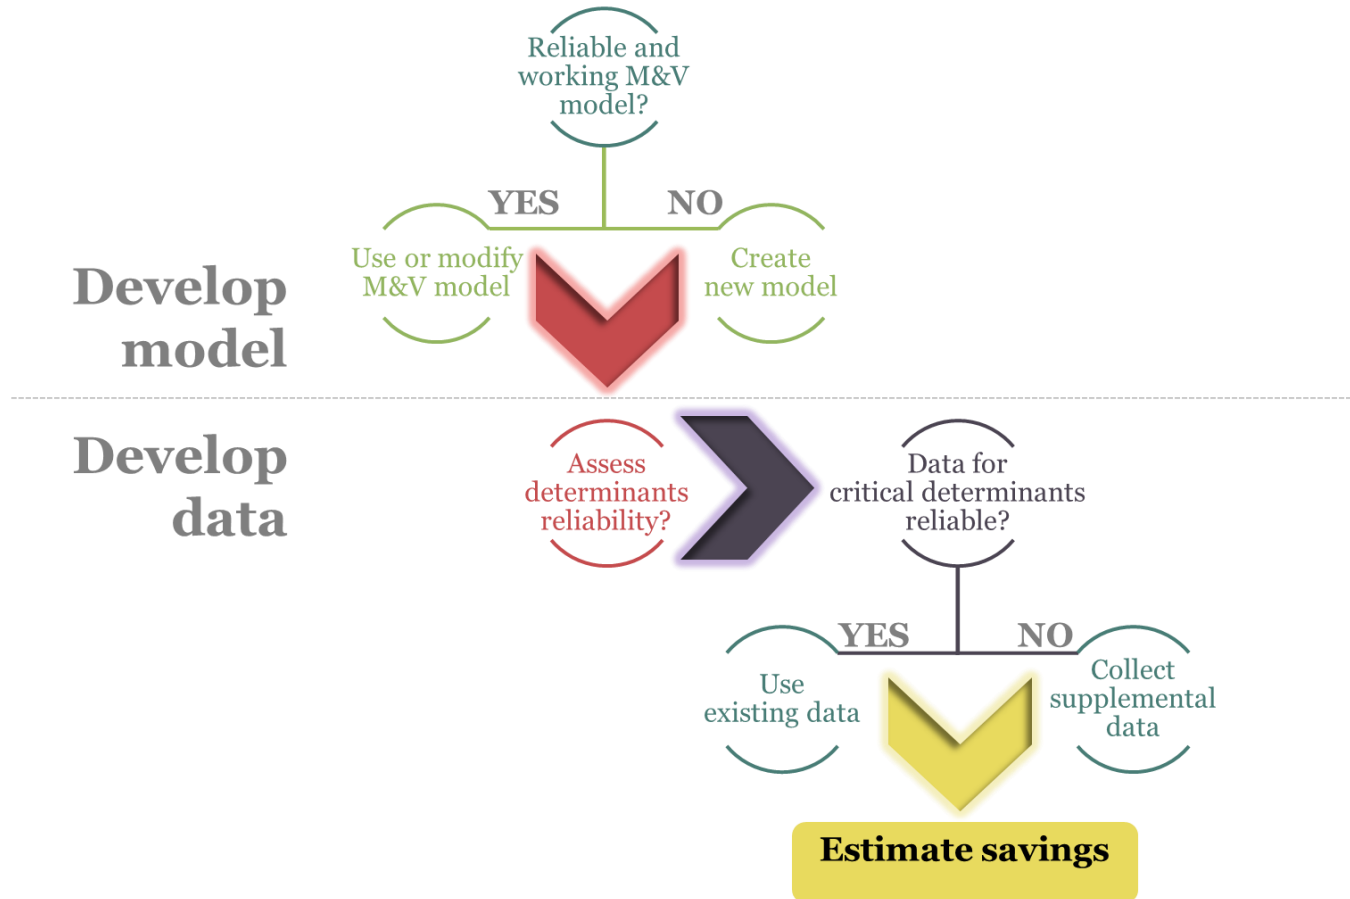 Reliable and
working M&V
model?
YES
NO
Use or modify
M&V model
Create
new model
Develop
model
Develop
data
Assess
determinants
reliability?
Data for
critical determinants
reliable?
YES
NO
Use
existing data
Collect
supplemental
data
Estimate savings